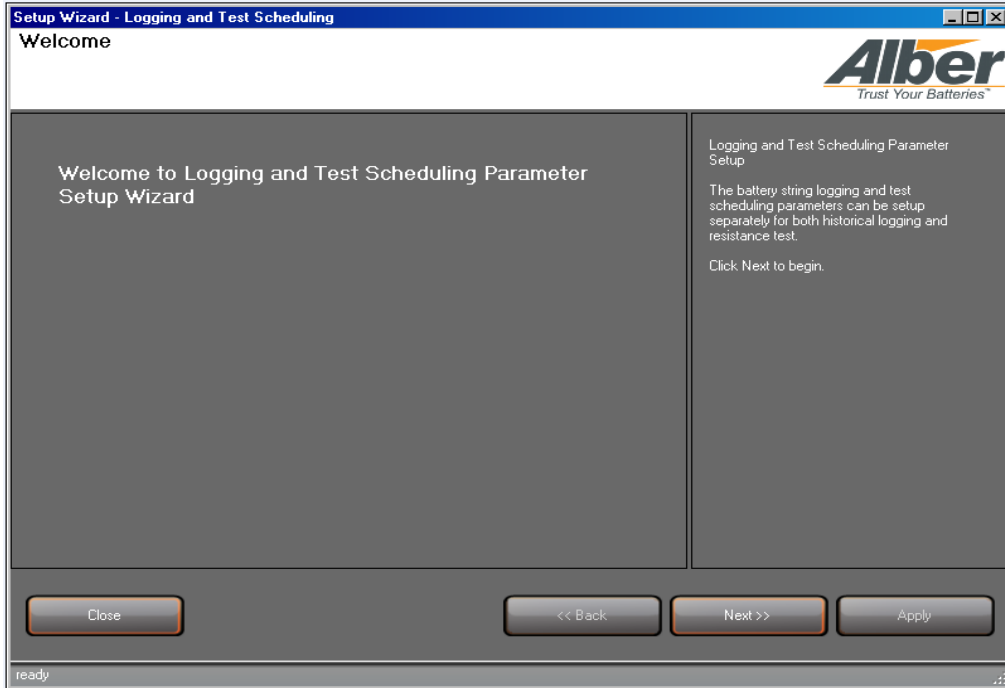 Setup Wizard - Logging and Test Scheduling
Welcome
Alber
Trust Your Batteries™
Welcome to Logging and Test Scheduling Parameter
Setup Wizard
Logging and Test Scheduling Parameter
Setup
The battery string logging and test
scheduling parameters can be setup
separately for both historical logging and
resistance test.
Click Next to begin.
Close
<< Back
Next >>
Apply
ready